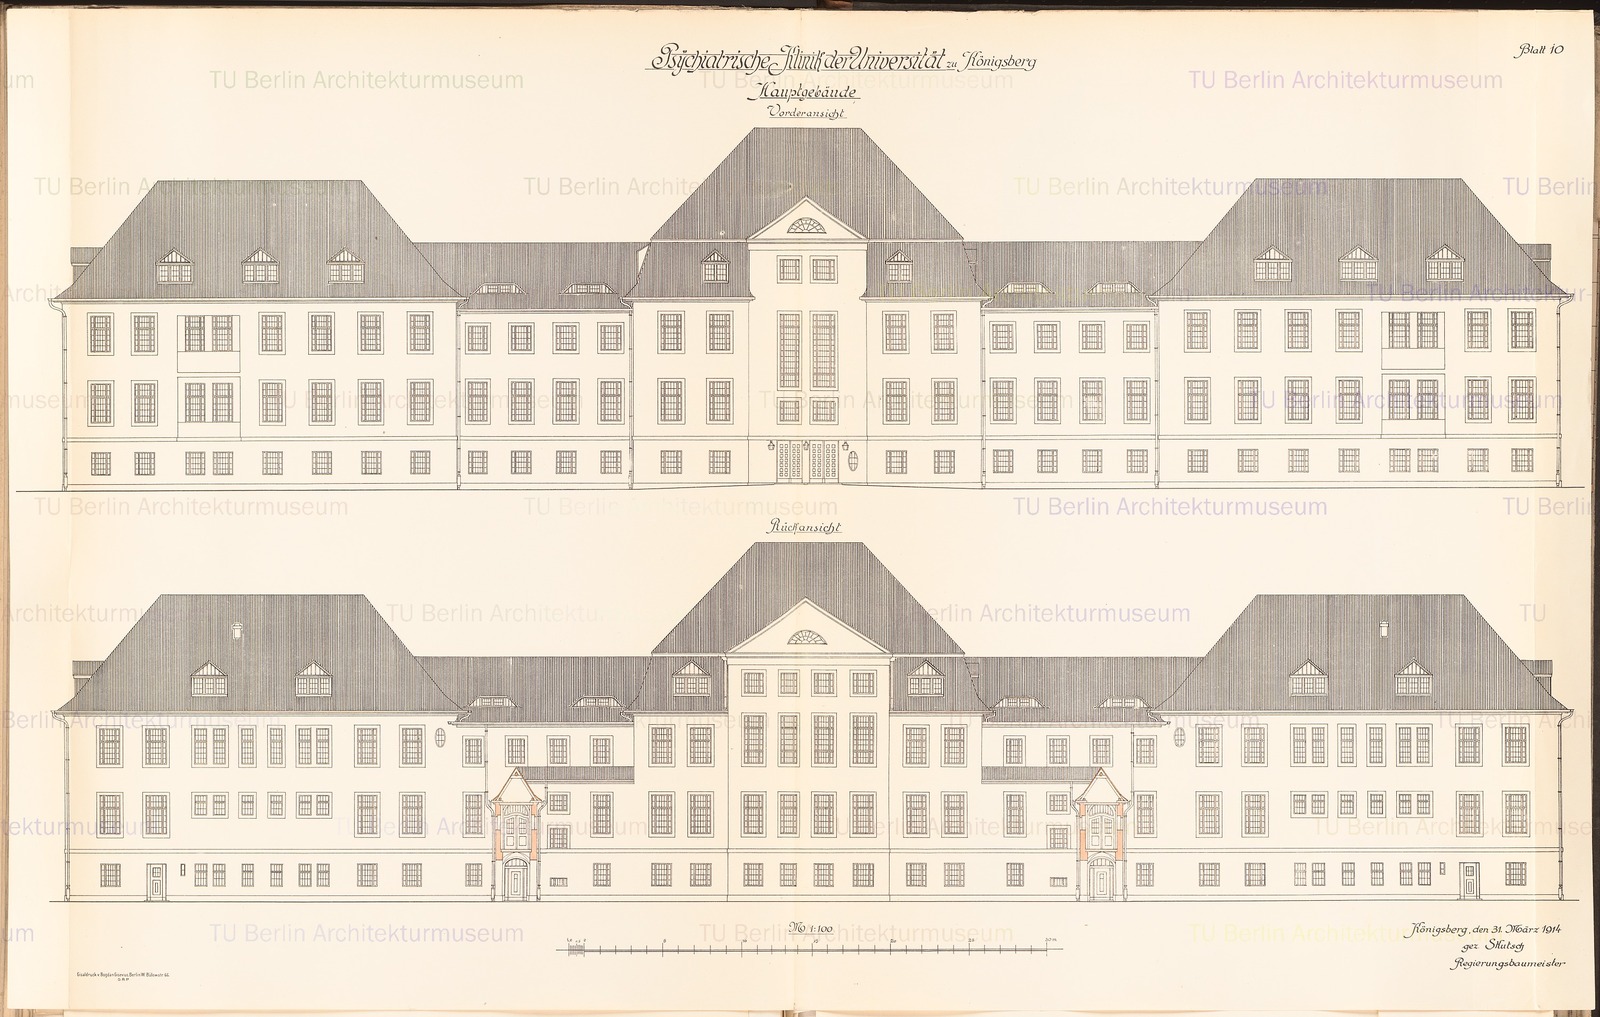 Psychiatrische Klinik der Universität zu Königsberg
Blatt 10
Hauptgebäude
Vorderansicht
Rückansicht
M 1:100
Königsberg, den 31. März 1914
gez. Skutsch
Regierungsbaumeister
TU Berlin Architekturmuseum